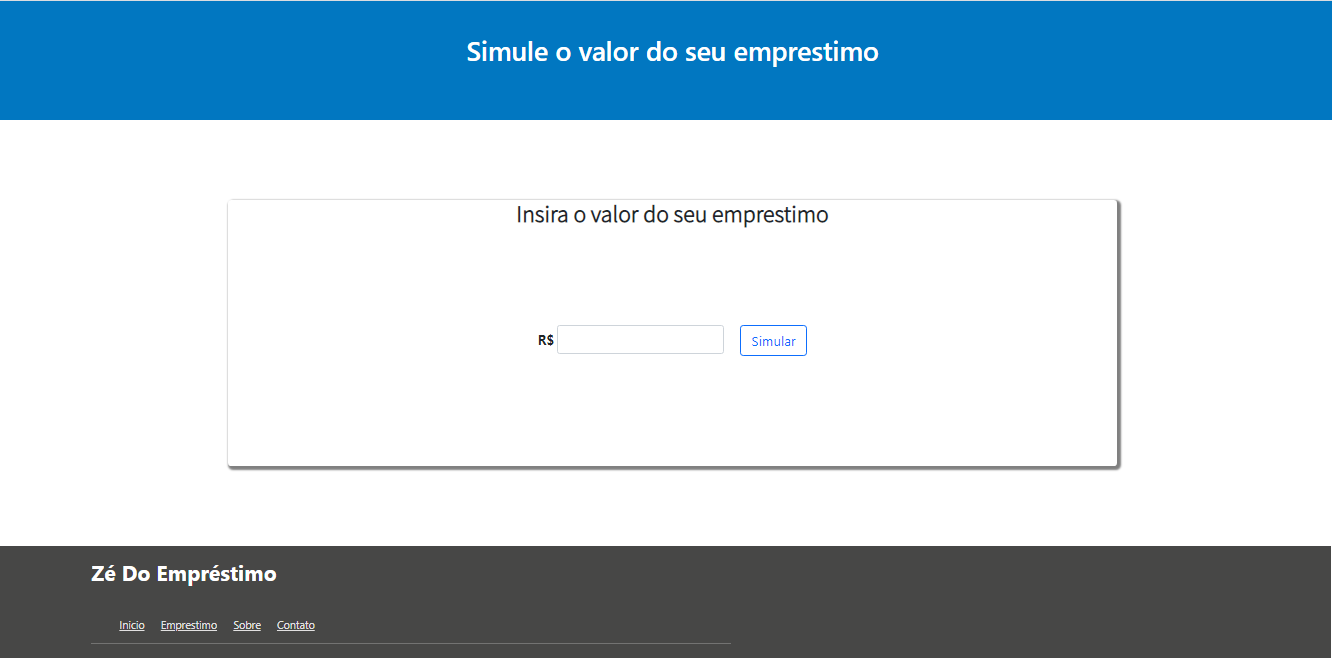 Simule o valor do seu emprestimo
Insira o valor do seu emprestimo
R$ Simular
Zé Do Empréstimo
Inicio Emprestimo Sobre Contato